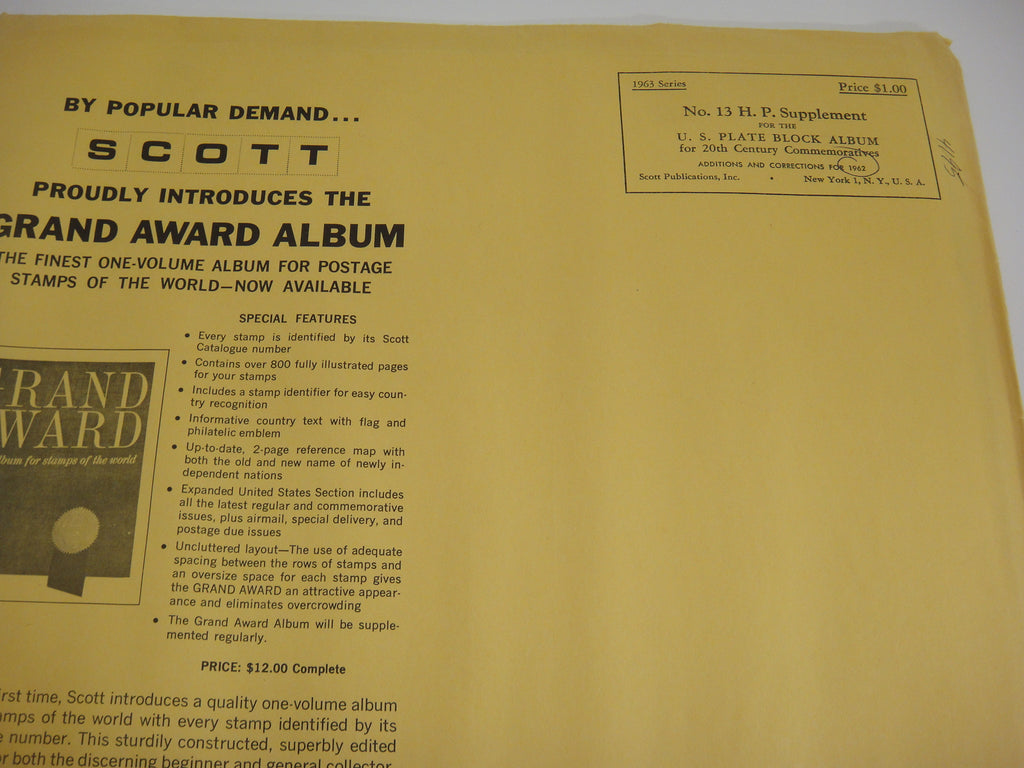 BY POPULAR DEMAND...
SCOTT
PROUDLY INTRODUCES THE
GRAND AWARD ALBUM
THE FINEST ONE-VOLUME ALBUM FOR POSTAGE
STAMPS OF THE WORLD—NOW AVAILABLE
SPECIAL FEATURES
• Every stamp is identified by its Scott
Catalogue number
• Contains over 800 fully illustrated pages
for your stamps
• Includes a stamp identifier for easy coun-
try recognition
• Informative country text with flag and
philatelic emblem
• Up-to-date, 2-page reference map with
both the old and new name of newly in-
dependent nations
• Expanded United States Section includes
all the latest regular and commemorative
issues, plus airmail, special delivery, and
postage due issues
• Uncluttered layout—The use of adequate
spacing between the rows of stamps and
an oversize space for each stamp gives
the GRAND AWARD an attractive appear-
ance and eliminates overcrowding
• The Grand Award Album will be supple-
mented regularly.
PRICE: $12.00 Complete
irst time, Scott introduces a quality one-volume album
mps of the world with every stamp identified by its
number. This sturdily constructed, superbly edited
r both the discerning beginner and general collector.
RAND
WARD
lbum for stamps of the world
1963 Series Price $1.00
No. 13 H. P. Supplement
FOR THE
U. S. PLATE BLOCK ALBUM
for 20th Century Commemoratives
ADDITIONS AND CORRECTIONS FOR 1962
Scott Publications, Inc. • New York 1, N. Y., U. S. A.